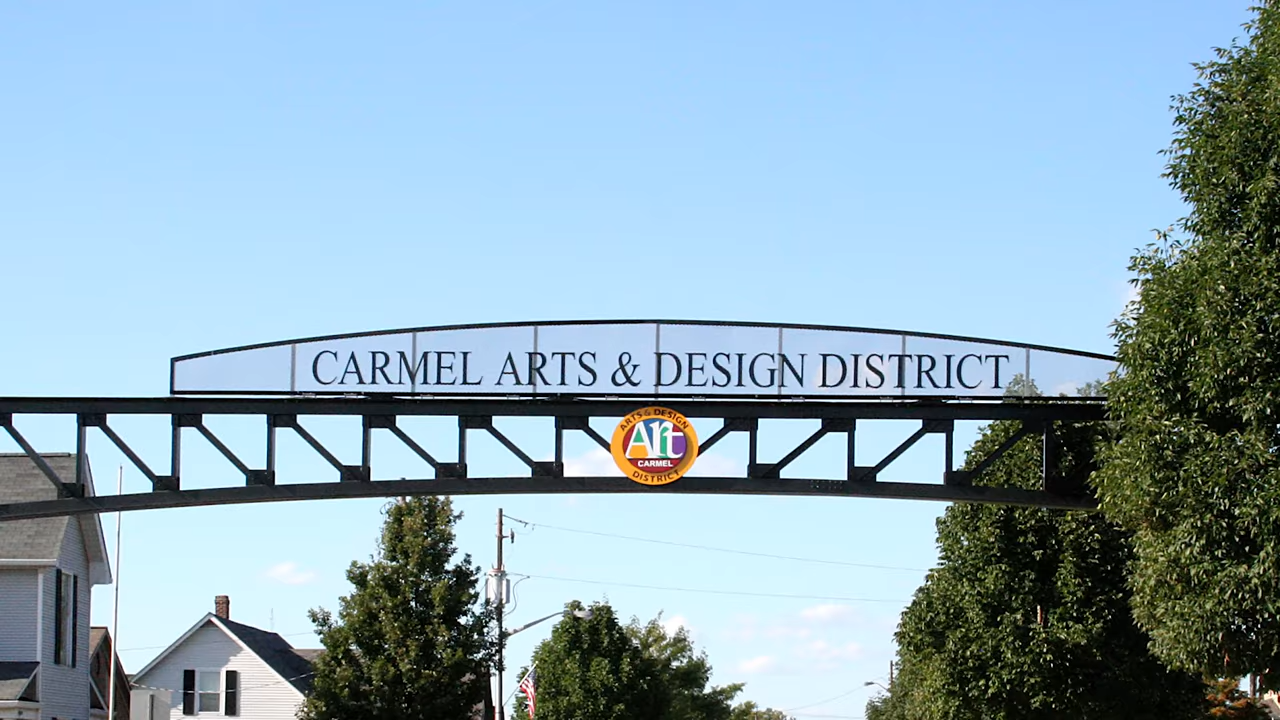 CARMEL ARTS & DESIGN DISTRICT
ARTS & DESIGN
Art
CARMEL
DISTRICT